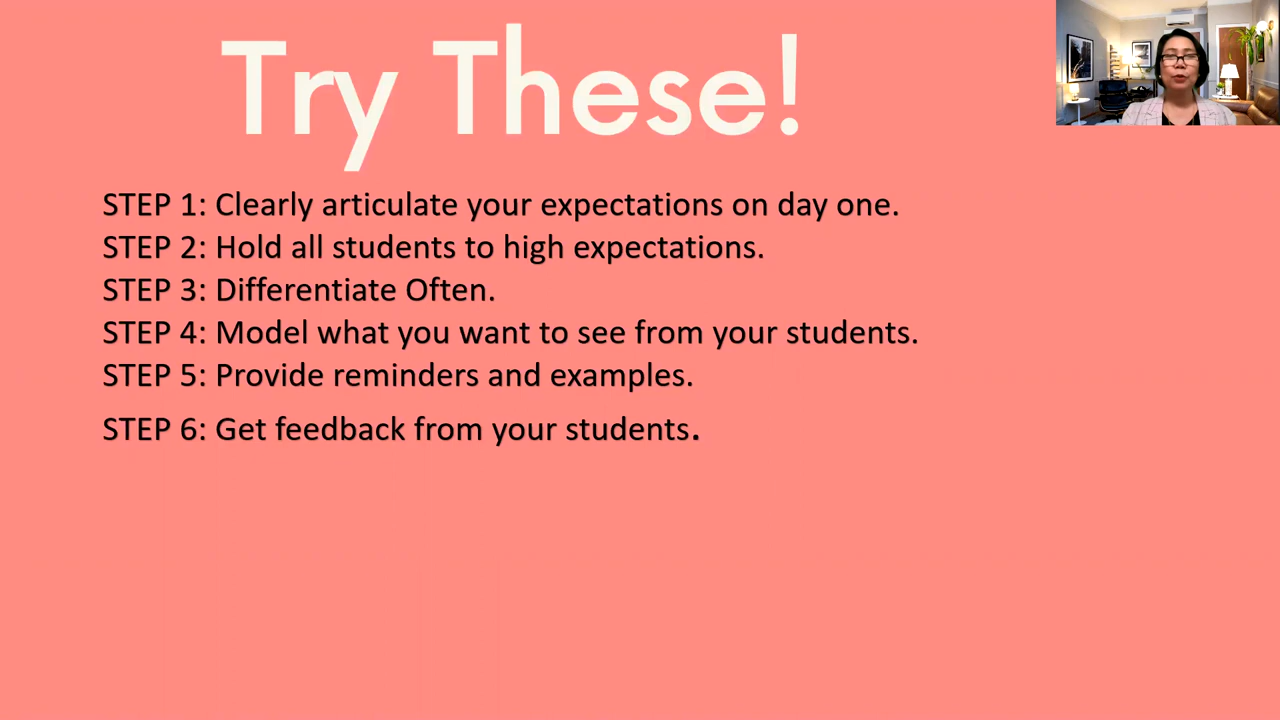 Try These!
STEP 1: Clearly articulate your expectations on day one.
STEP 2: Hold all students to high expectations.
STEP 3: Differentiate Often.
STEP 4: Model what you want to see from your students.
STEP 5: Provide reminders and examples.
STEP 6: Get feedback from your students.